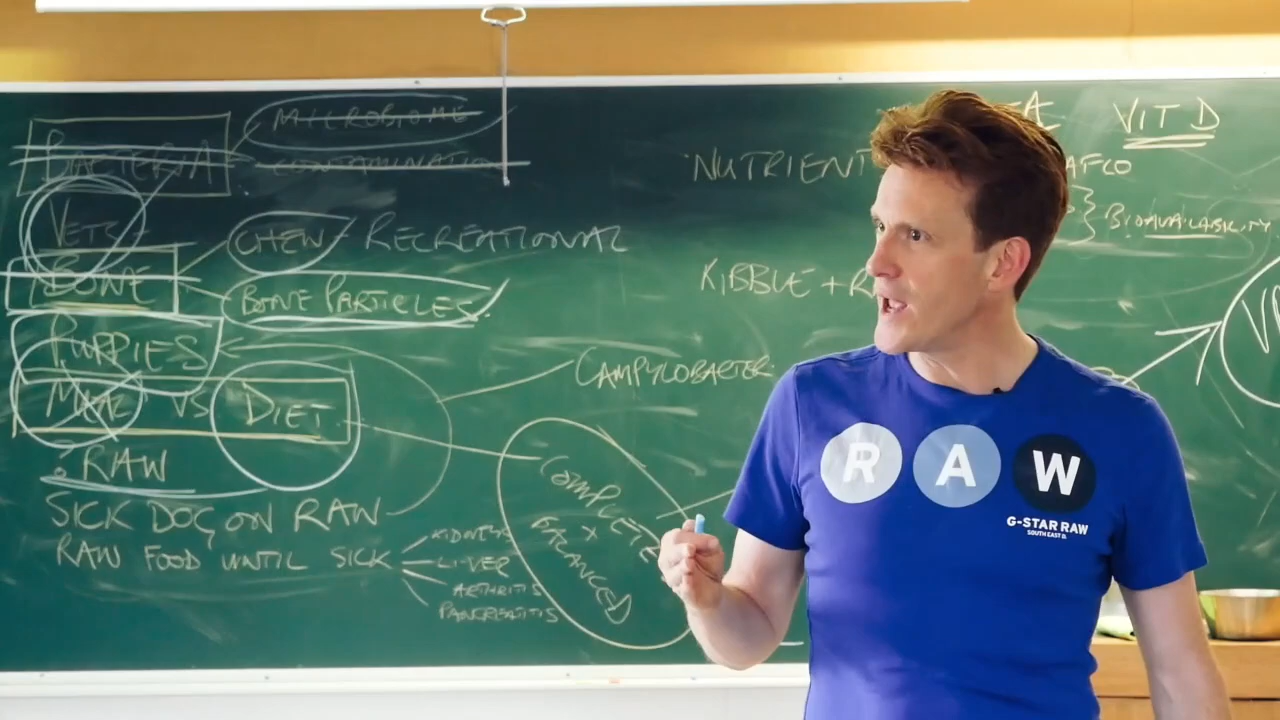 BACTERIA
MICROBIOME
CONTAMINATION
VETS
BONE
CHEW RECREATIONAL
BONE PARTICLES
PUPPIES
VS DIET
RAW
SICK DOG ON RAW
RAW FOOD UNTIL SICK
KIDNEY
LIVER
ARTHRITIS
PANCREATITIS
CAMPYLOBACTER
COMPLETE
BALANCED
VIT D
NUTRIENT
BIOAVAILABILITY
KIBBLE +
RAW
G-STAR RAW
SOUTH EAST D.